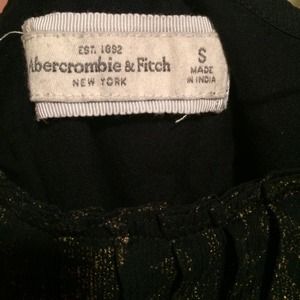 EST. 1892
Abercrombie & Fitch
NEW YORK
S
MADE
IN INDIA